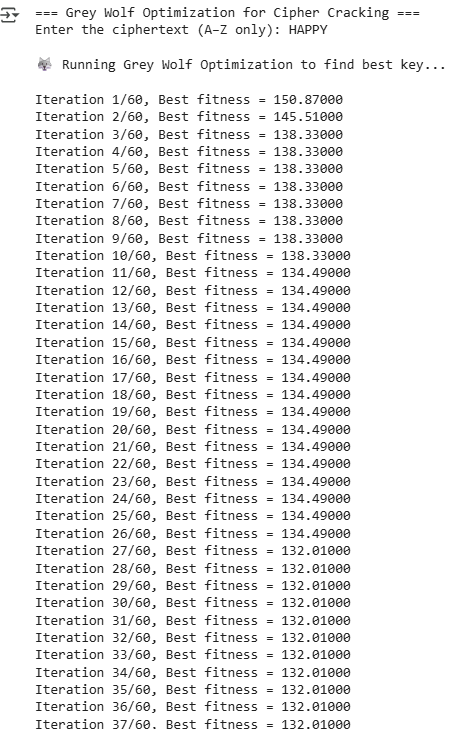 === Grey Wolf Optimization for Cipher Cracking ===
Enter the ciphertext (A–Z only): HAPPY
🐺 Running Grey Wolf Optimization to find best key...
Iteration 1/60, Best fitness = 150.87000
Iteration 2/60, Best fitness = 145.51000
Iteration 3/60, Best fitness = 138.33000
Iteration 4/60, Best fitness = 138.33000
Iteration 5/60, Best fitness = 138.33000
Iteration 6/60, Best fitness = 138.33000
Iteration 7/60, Best fitness = 138.33000
Iteration 8/60, Best fitness = 138.33000
Iteration 9/60, Best fitness = 138.33000
Iteration 10/60, Best fitness = 138.33000
Iteration 11/60, Best fitness = 134.49000
Iteration 12/60, Best fitness = 134.49000
Iteration 13/60, Best fitness = 134.49000
Iteration 14/60, Best fitness = 134.49000
Iteration 15/60, Best fitness = 134.49000
Iteration 16/60, Best fitness = 134.49000
Iteration 17/60, Best fitness = 134.49000
Iteration 18/60, Best fitness = 134.49000
Iteration 19/60, Best fitness = 134.49000
Iteration 20/60, Best fitness = 134.49000
Iteration 21/60, Best fitness = 134.49000
Iteration 22/60, Best fitness = 134.49000
Iteration 23/60, Best fitness = 134.49000
Iteration 24/60, Best fitness = 134.49000
Iteration 25/60, Best fitness = 134.49000
Iteration 26/60, Best fitness = 134.49000
Iteration 27/60, Best fitness = 132.01000
Iteration 28/60, Best fitness = 132.01000
Iteration 29/60, Best fitness = 132.01000
Iteration 30/60, Best fitness = 132.01000
Iteration 31/60, Best fitness = 132.01000
Iteration 32/60, Best fitness = 132.01000
Iteration 33/60, Best fitness = 132.01000
Iteration 34/60, Best fitness = 132.01000
Iteration 35/60, Best fitness = 132.01000
Iteration 36/60, Best fitness = 132.01000
Iteration 37/60, Best fitness = 132.01000